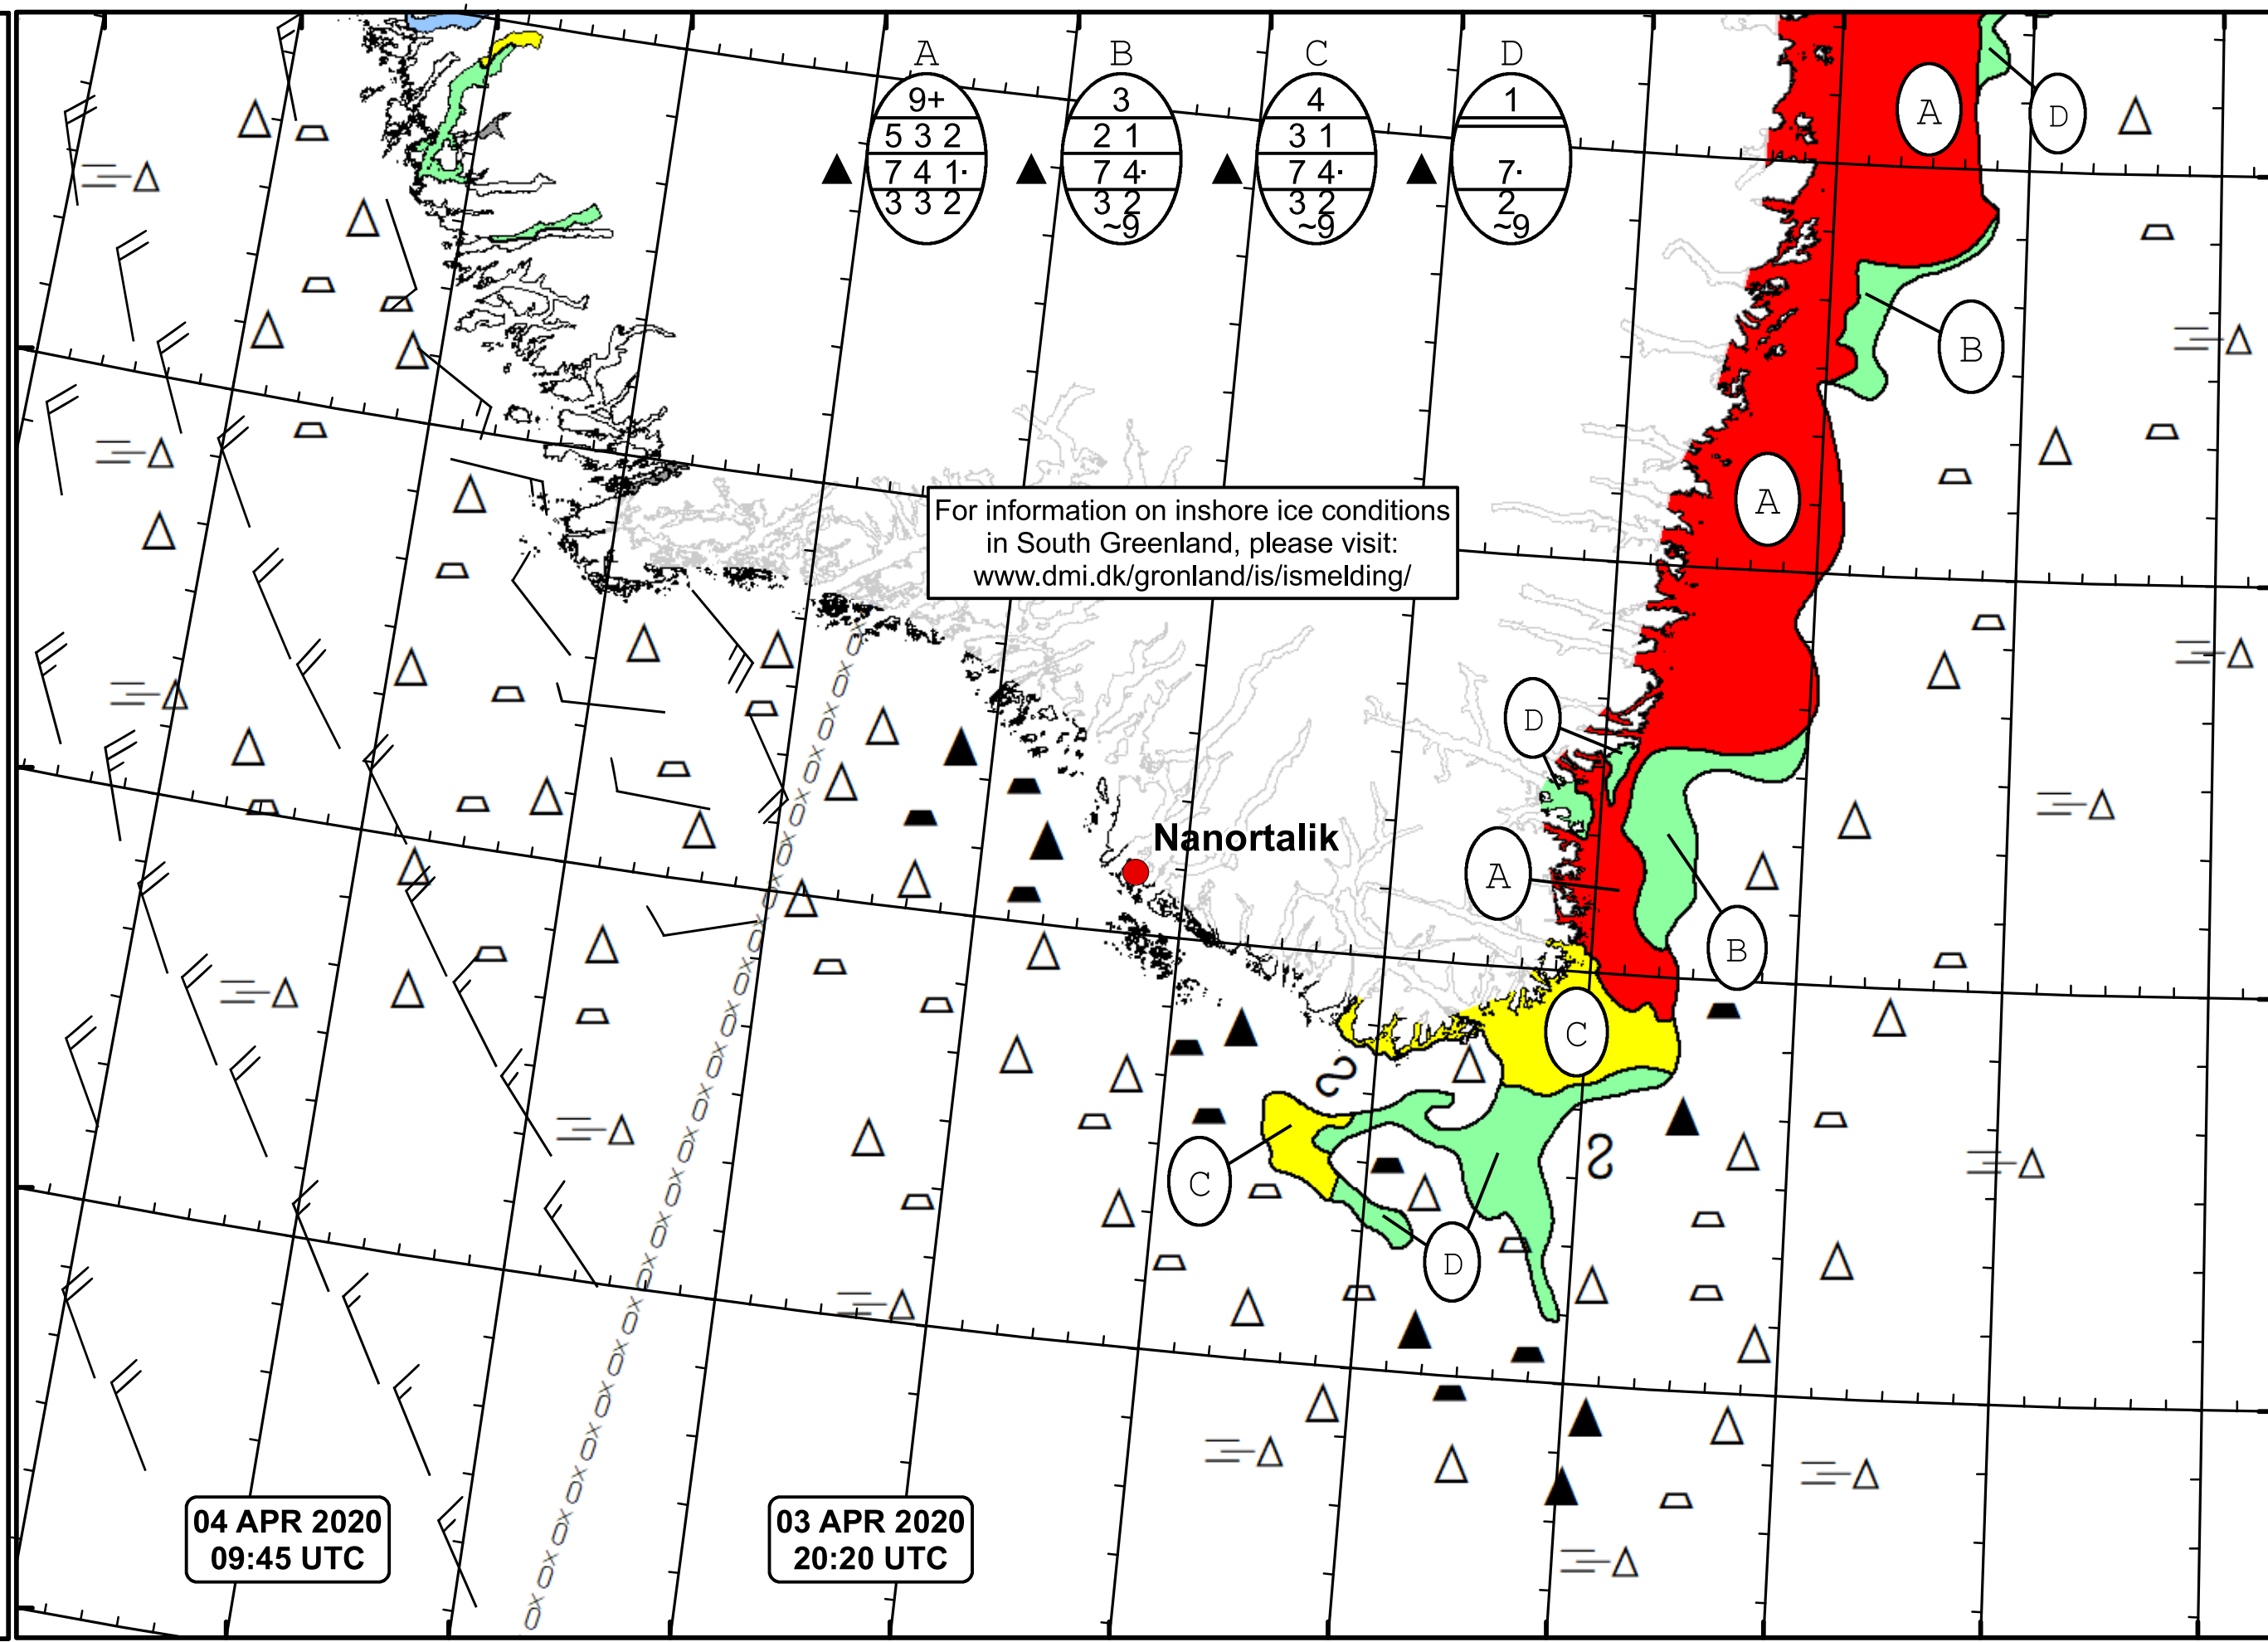 A B C D
9+ 3 4 1
5 3 2 2 1 3 1
7 4 1· 7 4· 7 4· 7·
3 3 2 3 2 3 2 2
~9 ~9 ~9
A
D
B
A
For information on inshore ice conditions
in South Greenland, please visit:
www.dmi.dk/gronland/is/ismelding/
D
Nanortalik
A
B
C
C
D
04 APR 2020
09:45 UTC
03 APR 2020
20:20 UTC